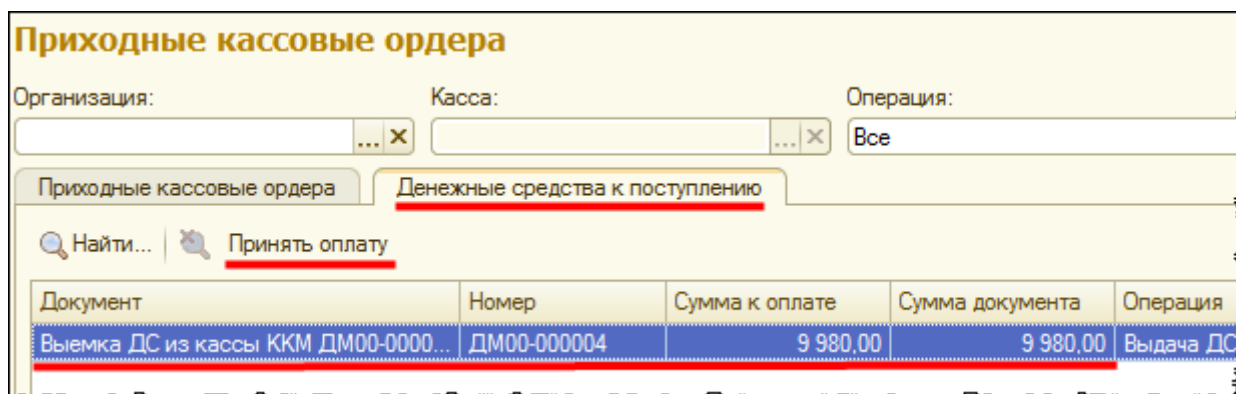 Приходные кассовые ордера
Организация: Касса: Операция:
... × ... × Все
Приходные кассовые ордера Денежные средства к поступлению
Найти... Принять оплату
Документ Номер Сумма к оплате Сумма документа Операция
Выемка ДС из кассы ККМ ДМ00-0000... ДМ00-000004 9 980,00 9 980,00 Выдача ДС